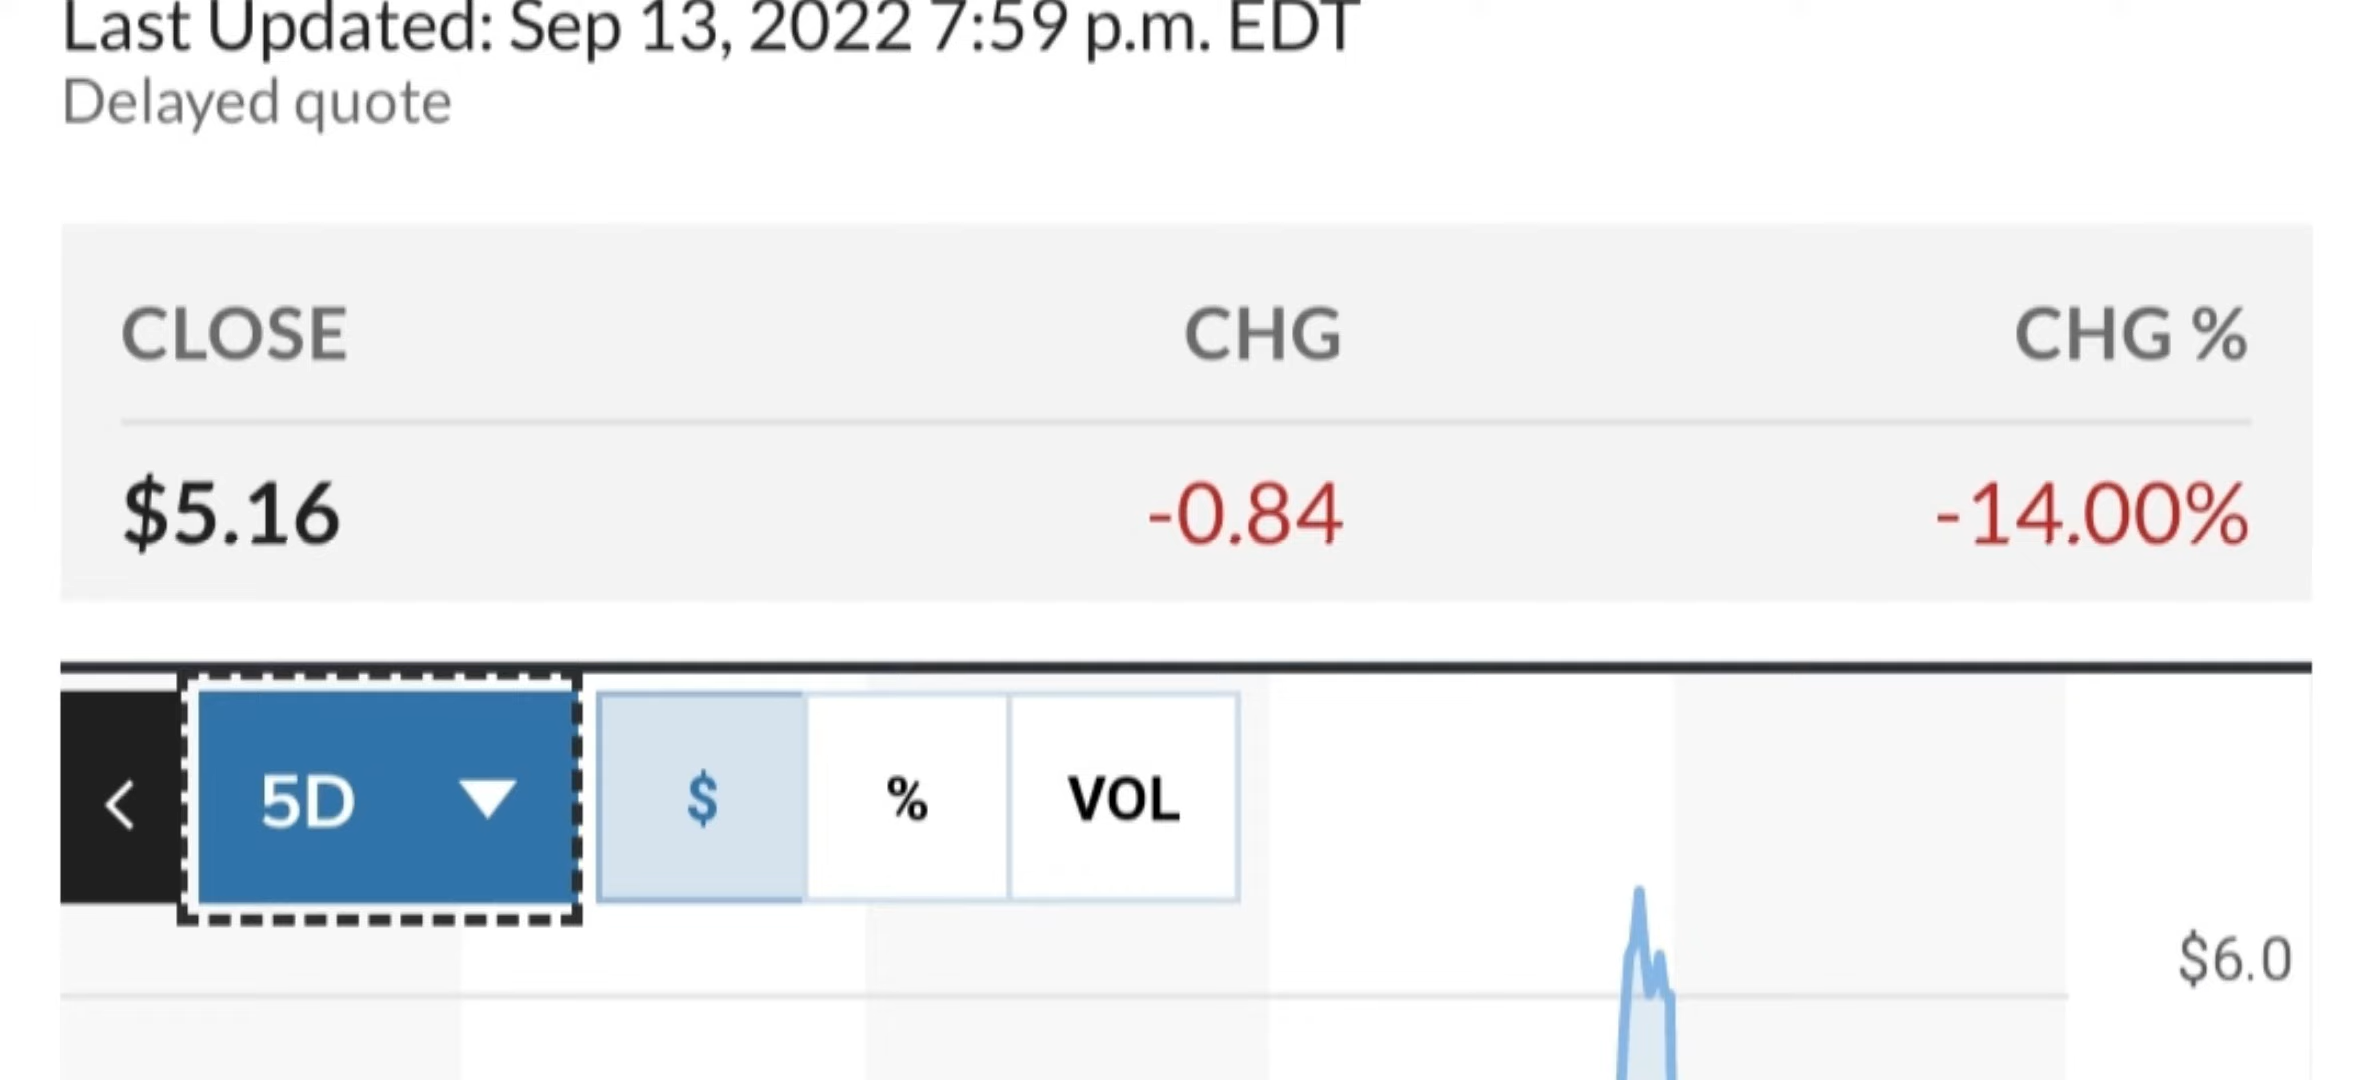 Last Updated: Sep 13, 2022 7:59 p.m. EDT
Delayed quote
CLOSE CHG CHG %
$5.16 -0.84 -14.00%
5D $ % VOL
$6.0